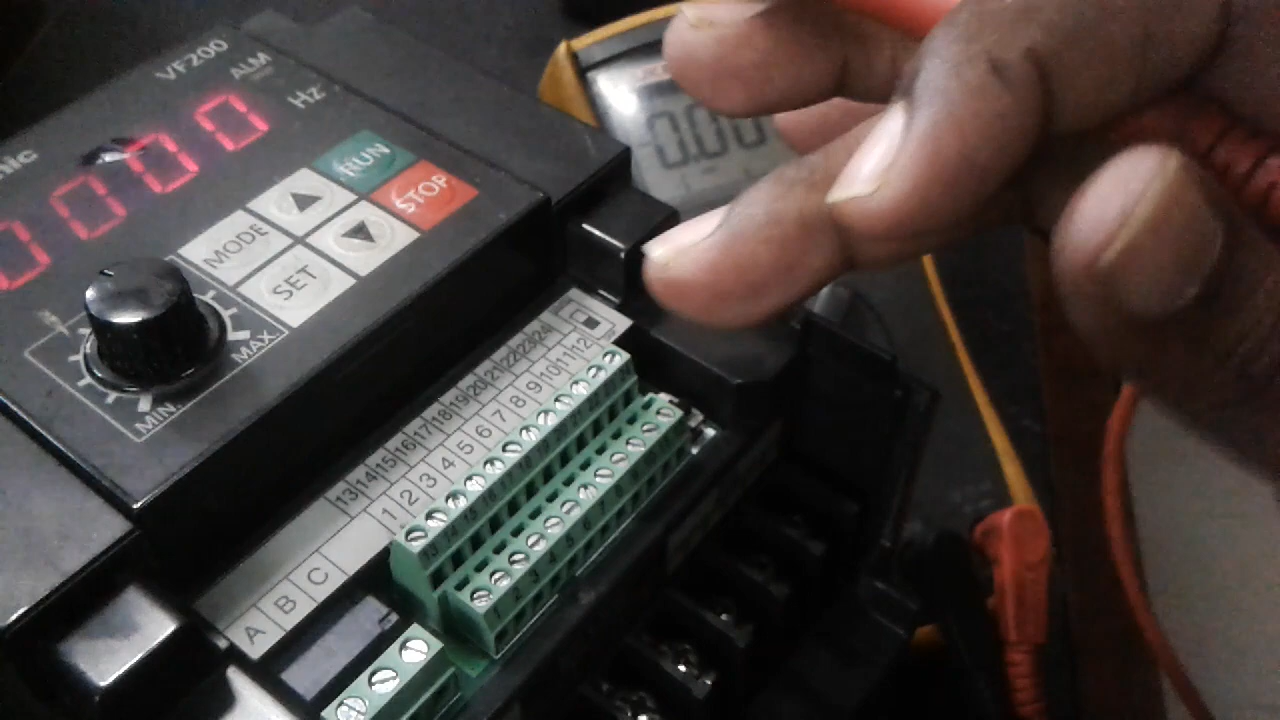 VF200
ALM
nic
Hz
0000
0.00
RUN
STOP
MODE
SET
MAX.
MIN.
13 14 15 16 17 18 19 20 21 22 23 24
1 2 3 4 5 6 7 8 9 10 11 12
A B C